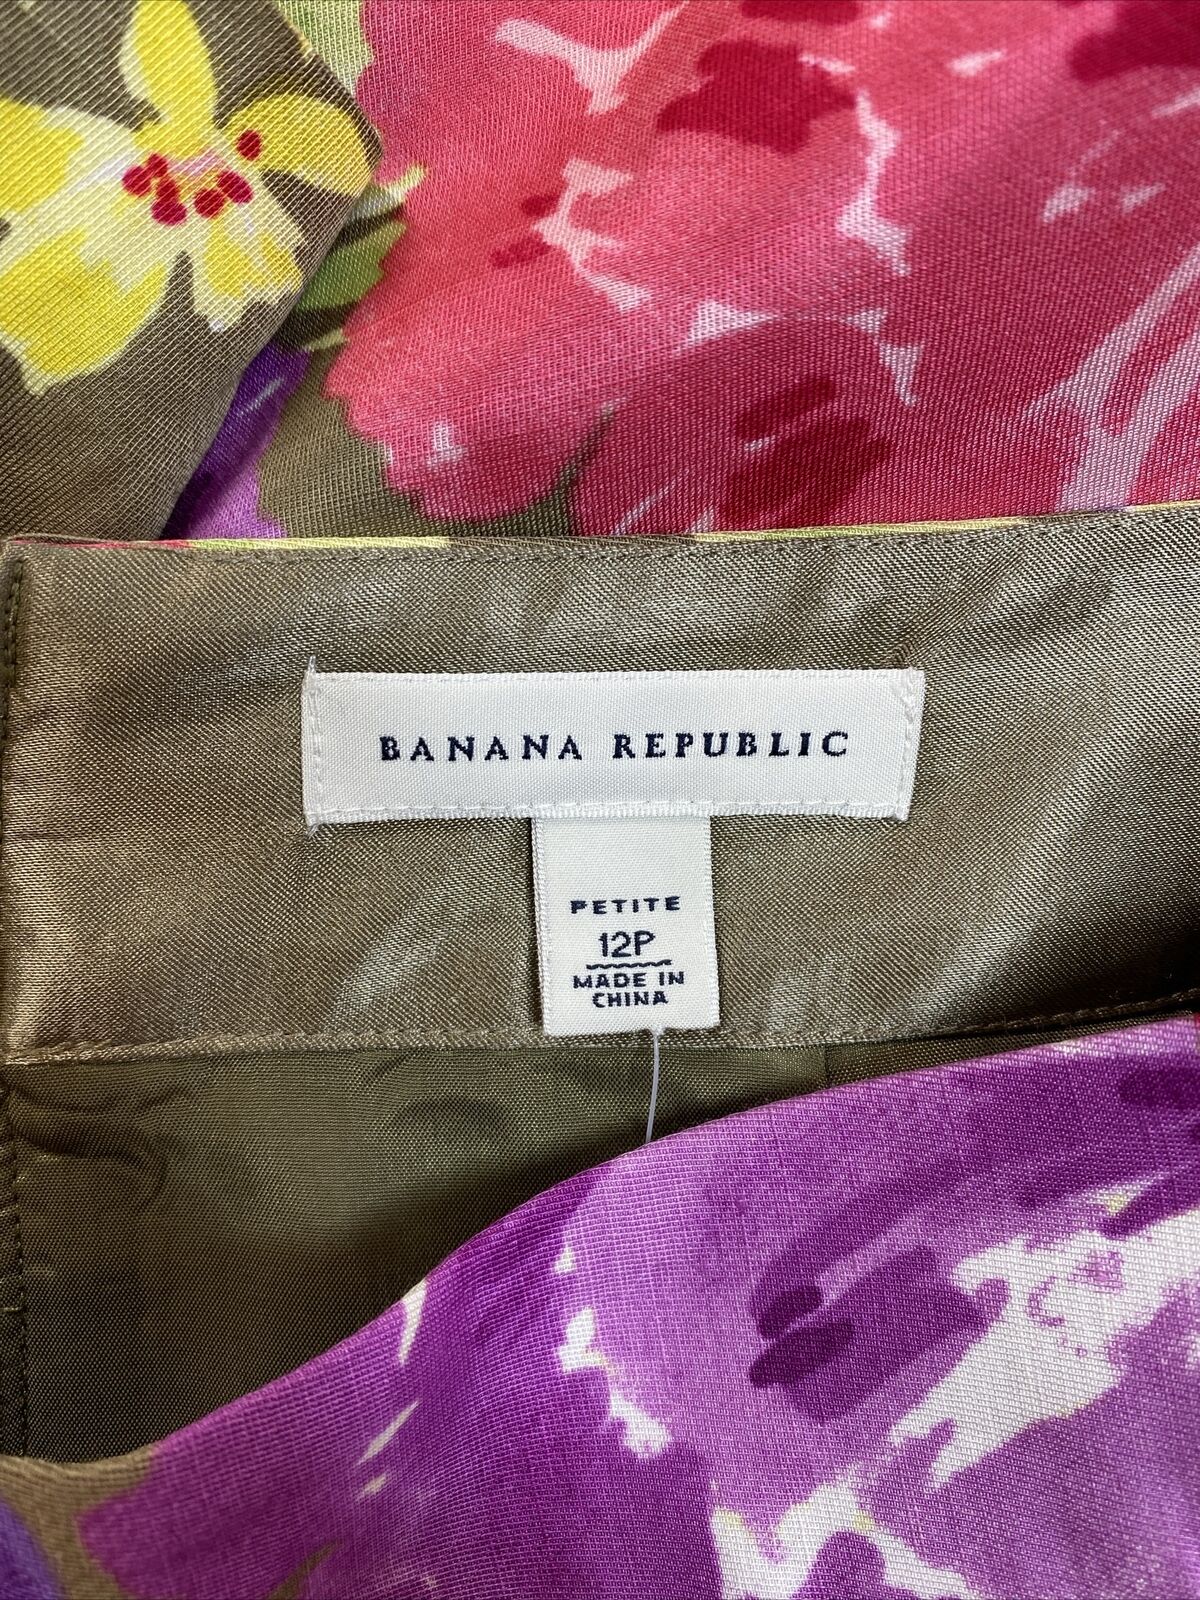 BANANA REPUBLIC
PETITE
12P
MADE IN
CHINA